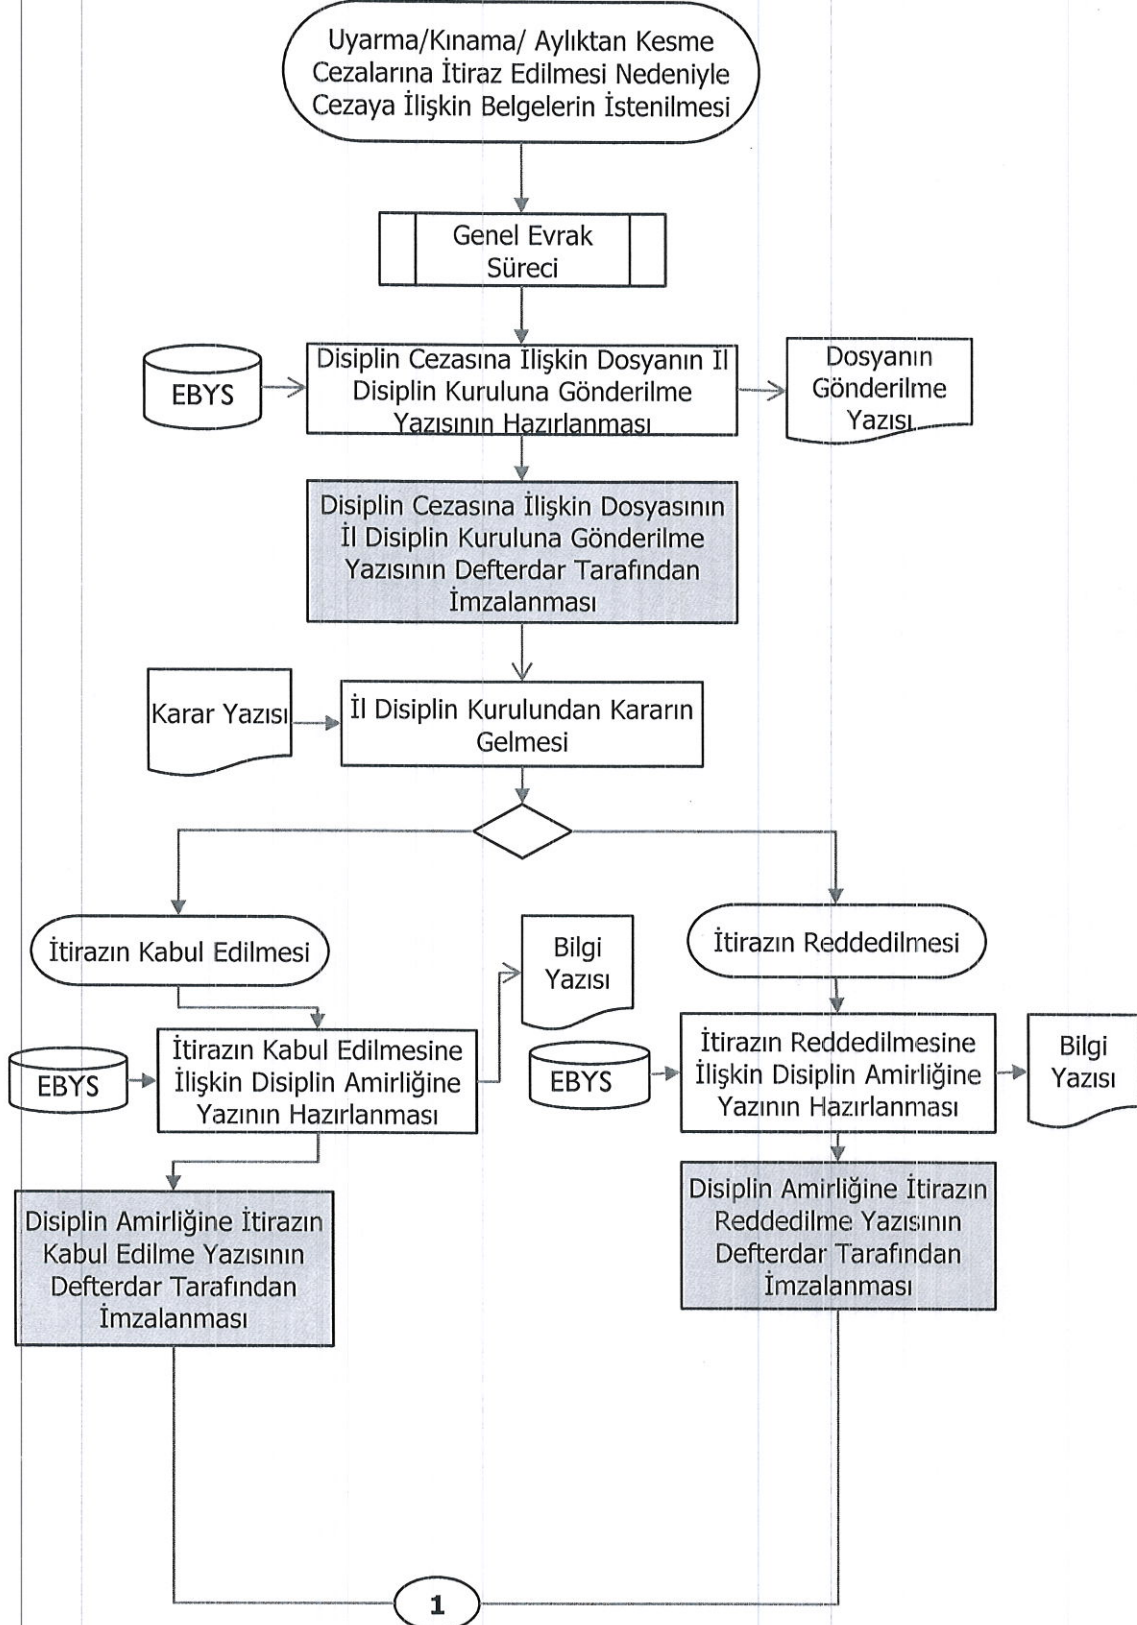 Uyarma/Kınama/ Aylıktan Kesme
Cezalarına İtiraz Edilmesi Nedeniyle
Cezaya İlişkin Belgelerin İstenilmesi
Genel Evrak
Süreci
EBYS
Disiplin Cezasına İlişkin Dosyanın İl
Disiplin Kuruluna Gönderilme
Yazısının Hazırlanması
Dosyanın
Gönderilme
Yazısı
Disiplin Cezasına İlişkin Dosyasının
İl Disiplin Kuruluna Gönderilme
Yazısının Defterdar Tarafından
İmzalanması
Karar Yazısı
İl Disiplin Kurulundan Kararın
Gelmesi
İtirazın Kabul Edilmesi
Bilgi
Yazısı
İtirazın Reddedilmesi
EBYS
İtirazın Kabul Edilmesine
İlişkin Disiplin Amirliğine
Yazının Hazırlanması
EBYS
İtirazın Reddedilmesine
İlişkin Disiplin Amirliğine
Yazının Hazırlanması
Bilgi
Yazısı
Disiplin Amirliğine İtirazın
Kabul Edilme Yazısının
Defterdar Tarafından
İmzalanması
Disiplin Amirliğine İtirazın
Reddedilme Yazısının
Defterdar Tarafından
İmzalanması
1